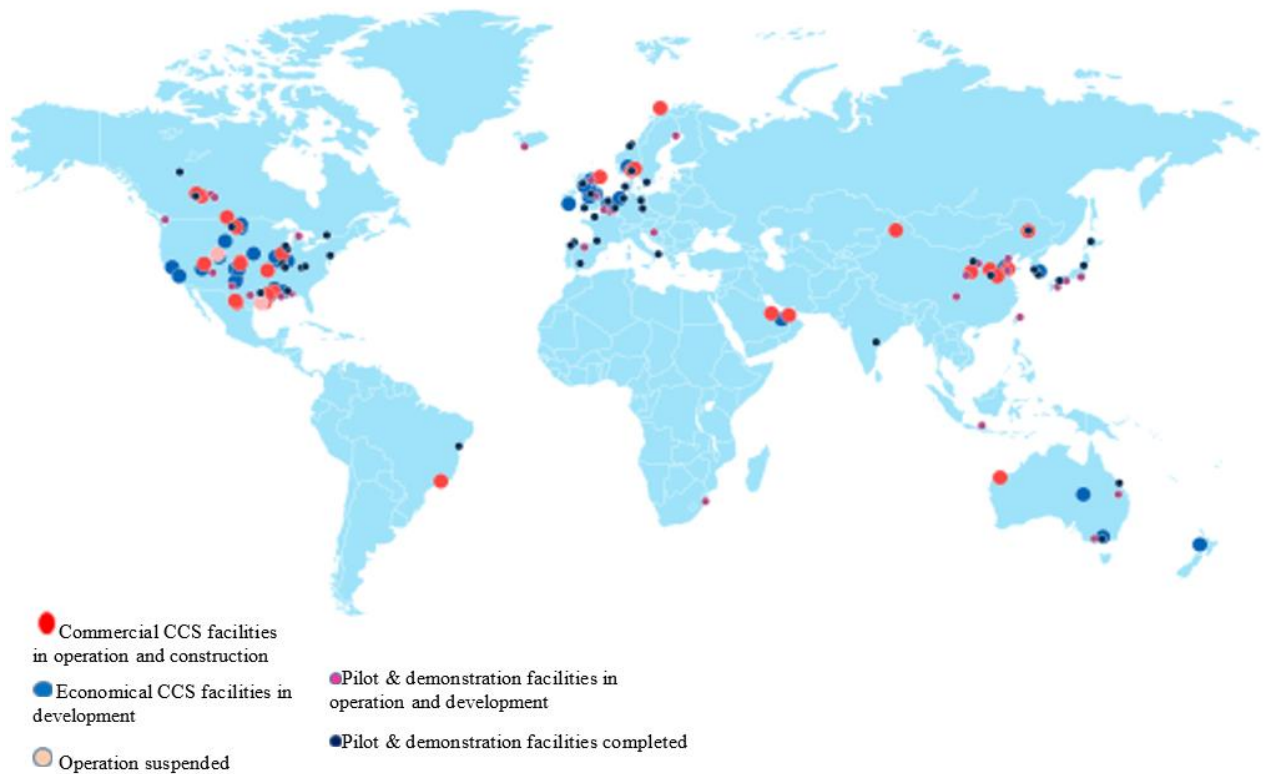 Commercial CCS facilities
in operation and construction
Economical CCS facilities in
development
Operation suspended
Pilot & demonstration facilities in
operation and development
Pilot & demonstration facilities completed